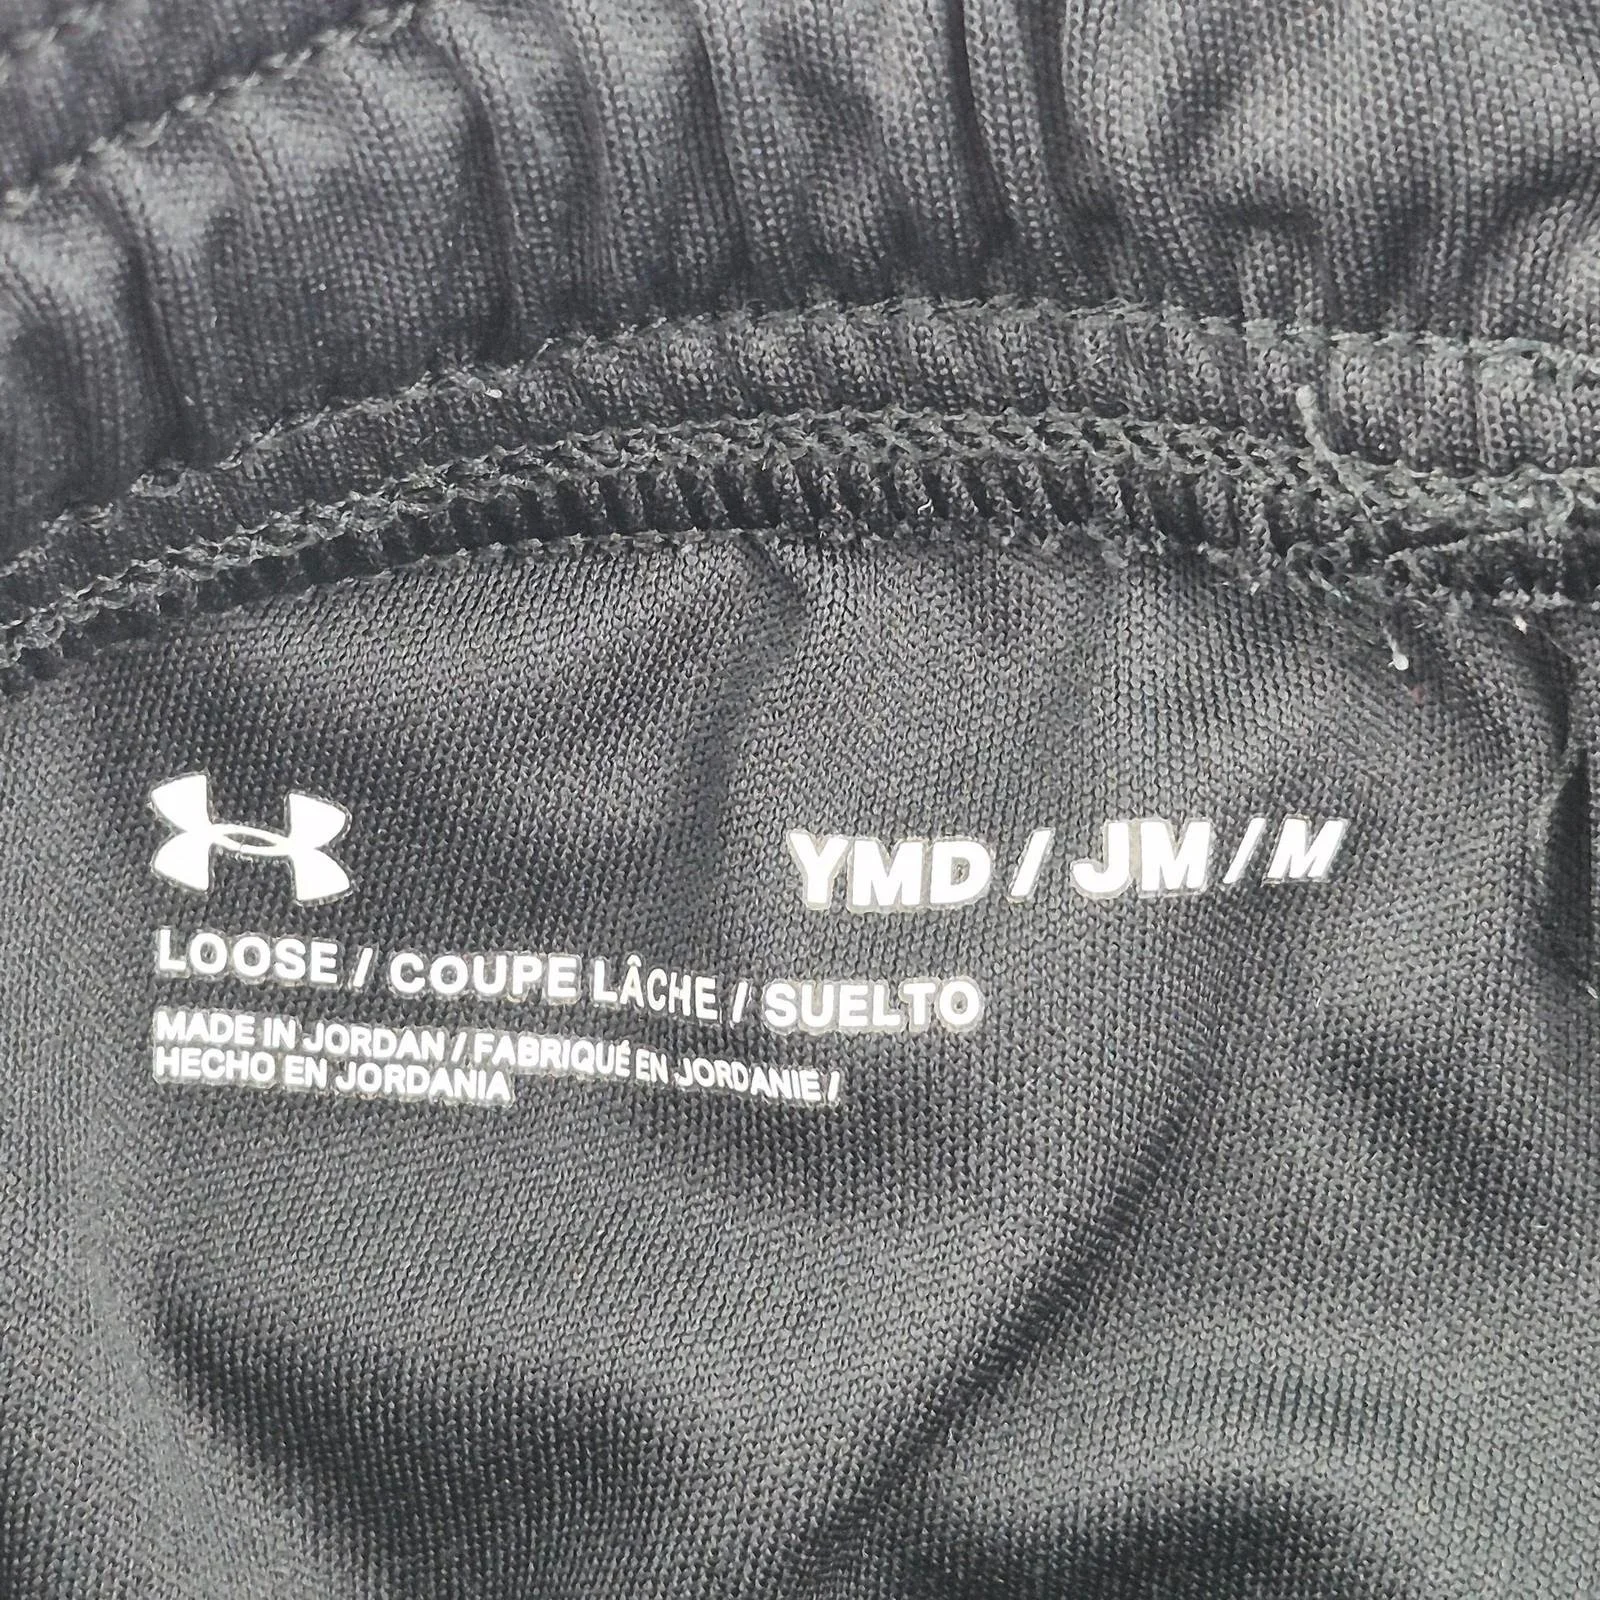 YMD / JM / M
LOOSE / COUPE LÂCHE / SUELTO
MADE IN JORDAN / FABRIQUÉ EN JORDANIE /
HECHO EN JORDANIA